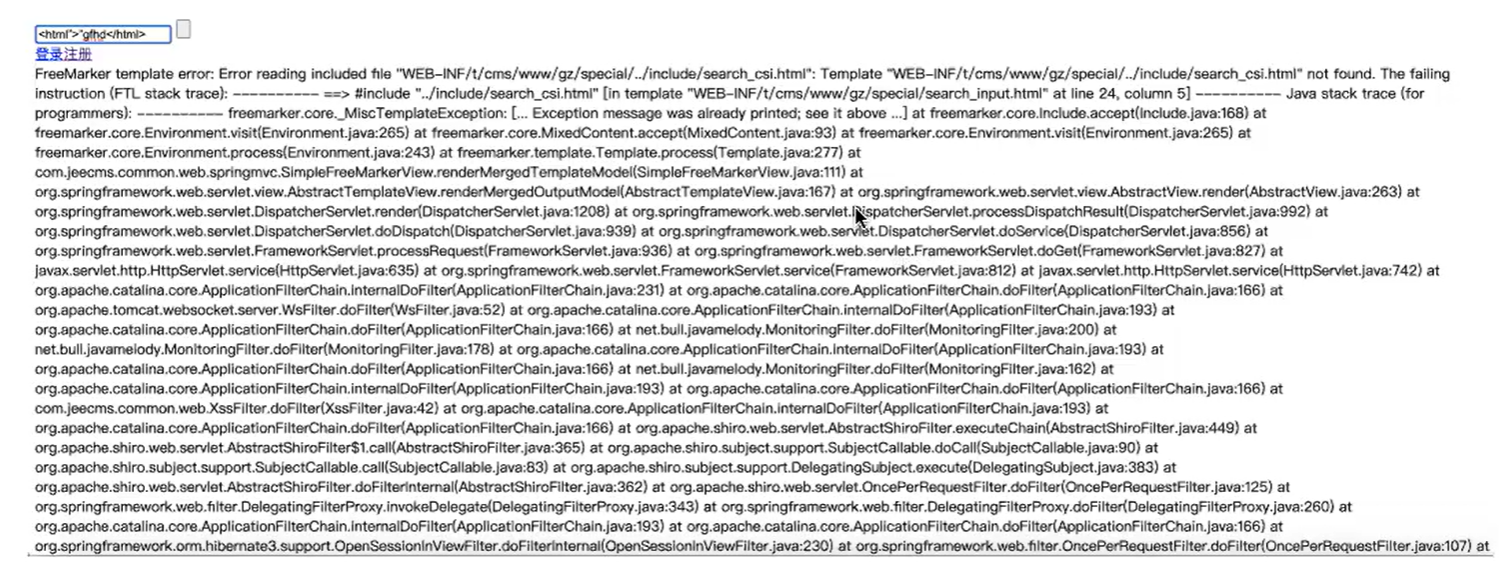 <html">"gfhd</html>
登录注册
FreeMarker template error: Error reading included file "WEB-INF/t/cms/www/gz/special/../include/search_csi.html": Template "WEB-INF/t/cms/www/gz/special/../include/search_csi.html" not found. The failing
instruction (FTL stack trace): ---------- ==> #include "../include/search_csi.html" [in template "WEB-INF/t/cms/www/gz/special/search_input.html" at line 24, column 5] ---------- Java stack trace (for
programmers): ---------- freemarker.core._MiscTemplateException: [... Exception message was already printed; see it above ...] at freemarker.core.Include.accept(Include.java:168) at
freemarker.core.Environment.visit(Environment.java:265) at freemarker.core.MixedContent.accept(MixedContent.java:93) at freemarker.core.Environment.visit(Environment.java:265) at
freemarker.core.Environment.process(Environment.java:243) at freemarker.template.Template.process(Template.java:277) at
com.jeecms.common.web.springmvc.SimpleFreeMarkerView.renderMergedTemplateModel(SimpleFreeMarkerView.java:111) at
org.springframework.web.servlet.view.AbstractTemplateView.renderMergedOutputModel(AbstractTemplateView.java:167) at org.springframework.web.servlet.view.AbstractView.render(AbstractView.java:263) at
org.springframework.web.servlet.DispatcherServlet.render(DispatcherServlet.java:1208) at org.springframework.web.servlet.DispatcherServlet.processDispatchResult(DispatcherServlet.java:992) at
org.springframework.web.servlet.DispatcherServlet.doDispatch(DispatcherServlet.java:939) at org.springframework.web.servlet.DispatcherServlet.doService(DispatcherServlet.java:856) at
org.springframework.web.servlet.FrameworkServlet.processRequest(FrameworkServlet.java:936) at org.springframework.web.servlet.FrameworkServlet.doGet(FrameworkServlet.java:827) at
javax.servlet.http.HttpServlet.service(HttpServlet.java:635) at org.springframework.web.servlet.FrameworkServlet.service(FrameworkServlet.java:812) at javax.servlet.http.HttpServlet.service(HttpServlet.java:742) at
org.apache.catalina.core.ApplicationFilterChain.internalDoFilter(ApplicationFilterChain.java:231) at org.apache.catalina.core.ApplicationFilterChain.doFilter(ApplicationFilterChain.java:166) at
org.apache.tomcat.websocket.server.WsFilter.doFilter(WsFilter.java:52) at org.apache.catalina.core.ApplicationFilterChain.internalDoFilter(ApplicationFilterChain.java:193) at
org.apache.catalina.core.ApplicationFilterChain.doFilter(ApplicationFilterChain.java:166) at net.bull.javamelody.MonitoringFilter.doFilter(MonitoringFilter.java:200) at
net.bull.javamelody.MonitoringFilter.doFilter(MonitoringFilter.java:178) at org.apache.catalina.core.ApplicationFilterChain.internalDoFilter(ApplicationFilterChain.java:193) at
org.apache.catalina.core.ApplicationFilterChain.doFilter(ApplicationFilterChain.java:166) at net.bull.javamelody.MonitoringFilter.doFilter(MonitoringFilter.java:162) at
org.apache.catalina.core.ApplicationFilterChain.internalDoFilter(ApplicationFilterChain.java:193) at org.apache.catalina.core.ApplicationFilterChain.doFilter(ApplicationFilterChain.java:166) at
com.jeecms.common.web.XssFilter.doFilter(XssFilter.java:42) at org.apache.catalina.core.ApplicationFilterChain.internalDoFilter(ApplicationFilterChain.java:193) at
org.apache.catalina.core.ApplicationFilterChain.doFilter(ApplicationFilterChain.java:166) at org.apache.shiro.web.servlet.AbstractShiroFilter.executeChain(AbstractShiroFilter.java:449) at
org.apache.shiro.web.servlet.AbstractShiroFilter$1.call(AbstractShiroFilter.java:365) at org.apache.shiro.subject.support.SubjectCallable.doCall(SubjectCallable.java:90) at
org.apache.shiro.subject.support.SubjectCallable.call(SubjectCallable.java:83) at org.apache.shiro.subject.support.DelegatingSubject.execute(DelegatingSubject.java:383) at
org.apache.shiro.web.servlet.AbstractShiroFilter.doFilterInternal(AbstractShiroFilter.java:362) at org.apache.shiro.web.servlet.OncePerRequestFilter.doFilter(OncePerRequestFilter.java:125) at
org.springframework.web.filter.DelegatingFilterProxy.invokeDelegate(DelegatingFilterProxy.java:343) at org.springframework.web.filter.DelegatingFilterProxy.doFilter(DelegatingFilterProxy.java:260) at
org.apache.catalina.core.ApplicationFilterChain.internalDoFilter(ApplicationFilterChain.java:193) at org.apache.catalina.core.ApplicationFilterChain.doFilter(ApplicationFilterChain.java:166) at
org.springframework.orm.hibernate3.support.OpenSessionInViewFilter.doFilterInternal(OpenSessionInViewFilter.java:230) at org.springframework.web.filter.OncePerRequestFilter.doFilter(OncePerRequestFilter.java:107) at